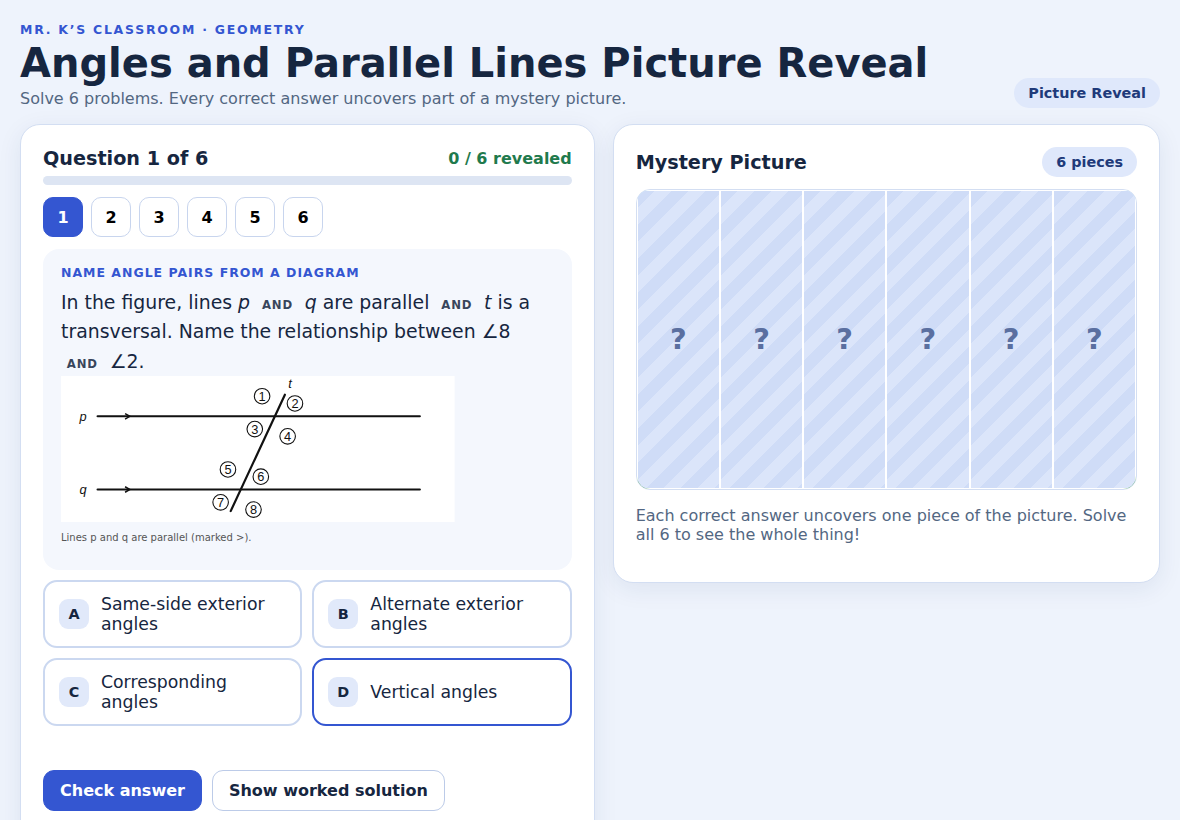 MR. K’S CLASSROOM · GEOMETRY
Angles and Parallel Lines Picture Reveal
Solve 6 problems. Every correct answer uncovers part of a mystery picture.
Picture Reveal
Question 1 of 6
0 / 6 revealed
1 2 3 4 5 6
NAME ANGLE PAIRS FROM A DIAGRAM
In the figure, lines p AND q are parallel AND t is a
transversal. Name the relationship between ∠8
AND ∠2.
t
1
2
p
3
4
5
6
q
7
8
Lines p and q are parallel (marked >).
A Same-side exterior
angles
B Alternate exterior
angles
C Corresponding
angles
D Vertical angles
Check answer
Show worked solution
Mystery Picture
6 pieces
? ? ? ? ? ?
Each correct answer uncovers one piece of the picture. Solve
all 6 to see the whole thing!